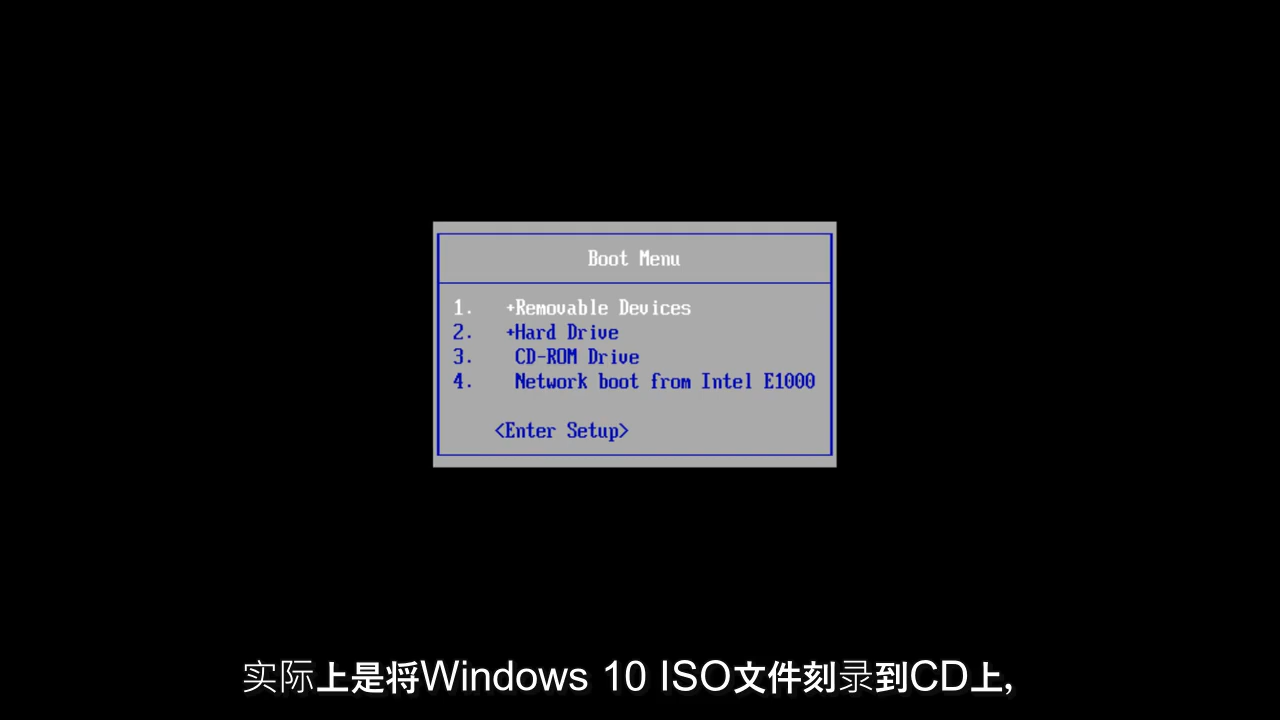 Boot Menu
1. +Removable Devices
2. +Hard Drive
3. CD-ROM Drive
4. Network boot from Intel E1000
<Enter Setup>
实际上是将Windows 10 ISO文件刻录到CD上,